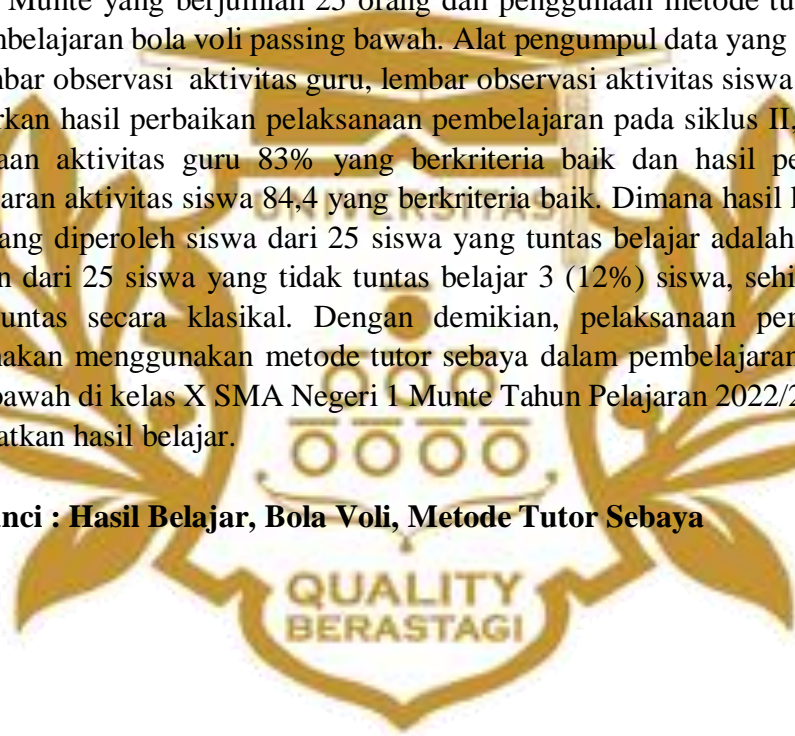 Munte yang berjumlah 25 orang dan penggunaan metode tu
mbelajaran bola voli passing bawah. Alat pengumpul data yang
bar observasi aktivitas guru, lembar observasi aktivitas siswa
rkan hasil perbaikan pelaksanaan pembelajaran pada siklus II,
aan aktivitas guru 83% yang berkriteria baik dan hasil pe
aran aktivitas siswa 84,4 yang berkriteria baik. Dimana hasil
UNIVERSITAS
ang diperoleh siswa dari 25 siswa yang tuntas belajar adalah
n dari 25 siswa yang tidak tuntas belajar 3 (12%) siswa, sehi
untas secara klasikal. Dengan demikian, pelaksanaan pen
akan menggunakan metode tutor sebaya dalam pembelajaran
bawah di kelas X SMA Negeri 1 Munte Tahun Pelajaran 2022/2
atkan hasil belajar.
nci : Hasil Belajar, Bola Voli, Metode Tutor Sebaya
QUALITY
BERASTAGI